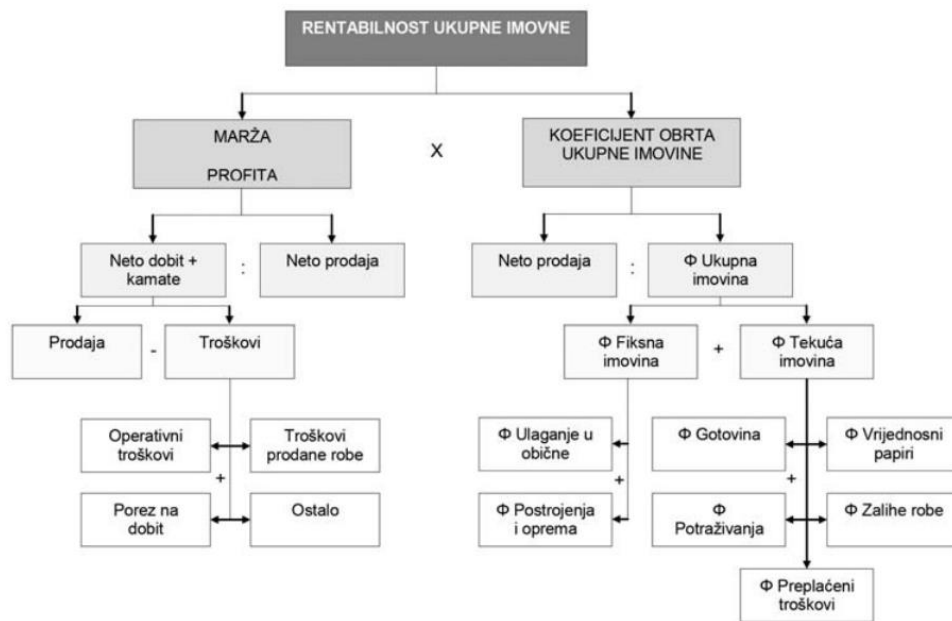 RENTABILNOST UKUPNE IMOVNE
MARŽA
PROFITA
X
KOEFICIJENT OBRTA
UKUPNE IMOVINE
Neto dobit +
kamate
:
Neto prodaja
Neto prodaja
:
Φ Ukupna
imovina
Prodaja
-
Troškovi
Φ Fiksna
imovina
+
Φ Tekuća
imovina
Operativni
troškovi
Troškovi
prodane robe
+
Porez na
dobit
Ostalo
Φ Ulaganje u
obične
+
Φ Postrojenja
i oprema
Φ Gotovina
Φ Vrijednosni
papiri
+
Φ
Potraživanja
Φ Zalihe robe
Φ Preplaćeni
troškovi